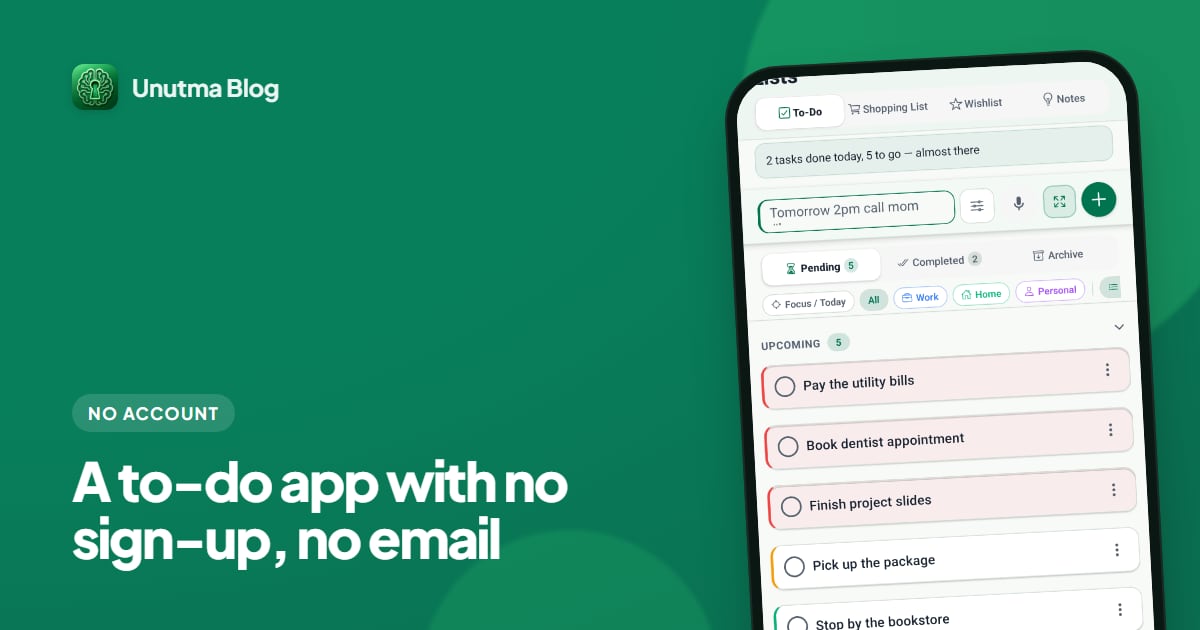 Unutma Blog
NO ACCOUNT
A to-do app with no
sign-up, no email
Lists
To-Do
Shopping List
Wishlist
Notes
2 tasks done today, 5 to go — almost there
Tomorrow 2pm call mom
...
Pending 5
Completed 2
Archive
Focus / Today
All
Work
Home
Personal
UPCOMING 5
Pay the utility bills
Book dentist appointment
Finish project slides
Pick up the package
Stop by the bookstore